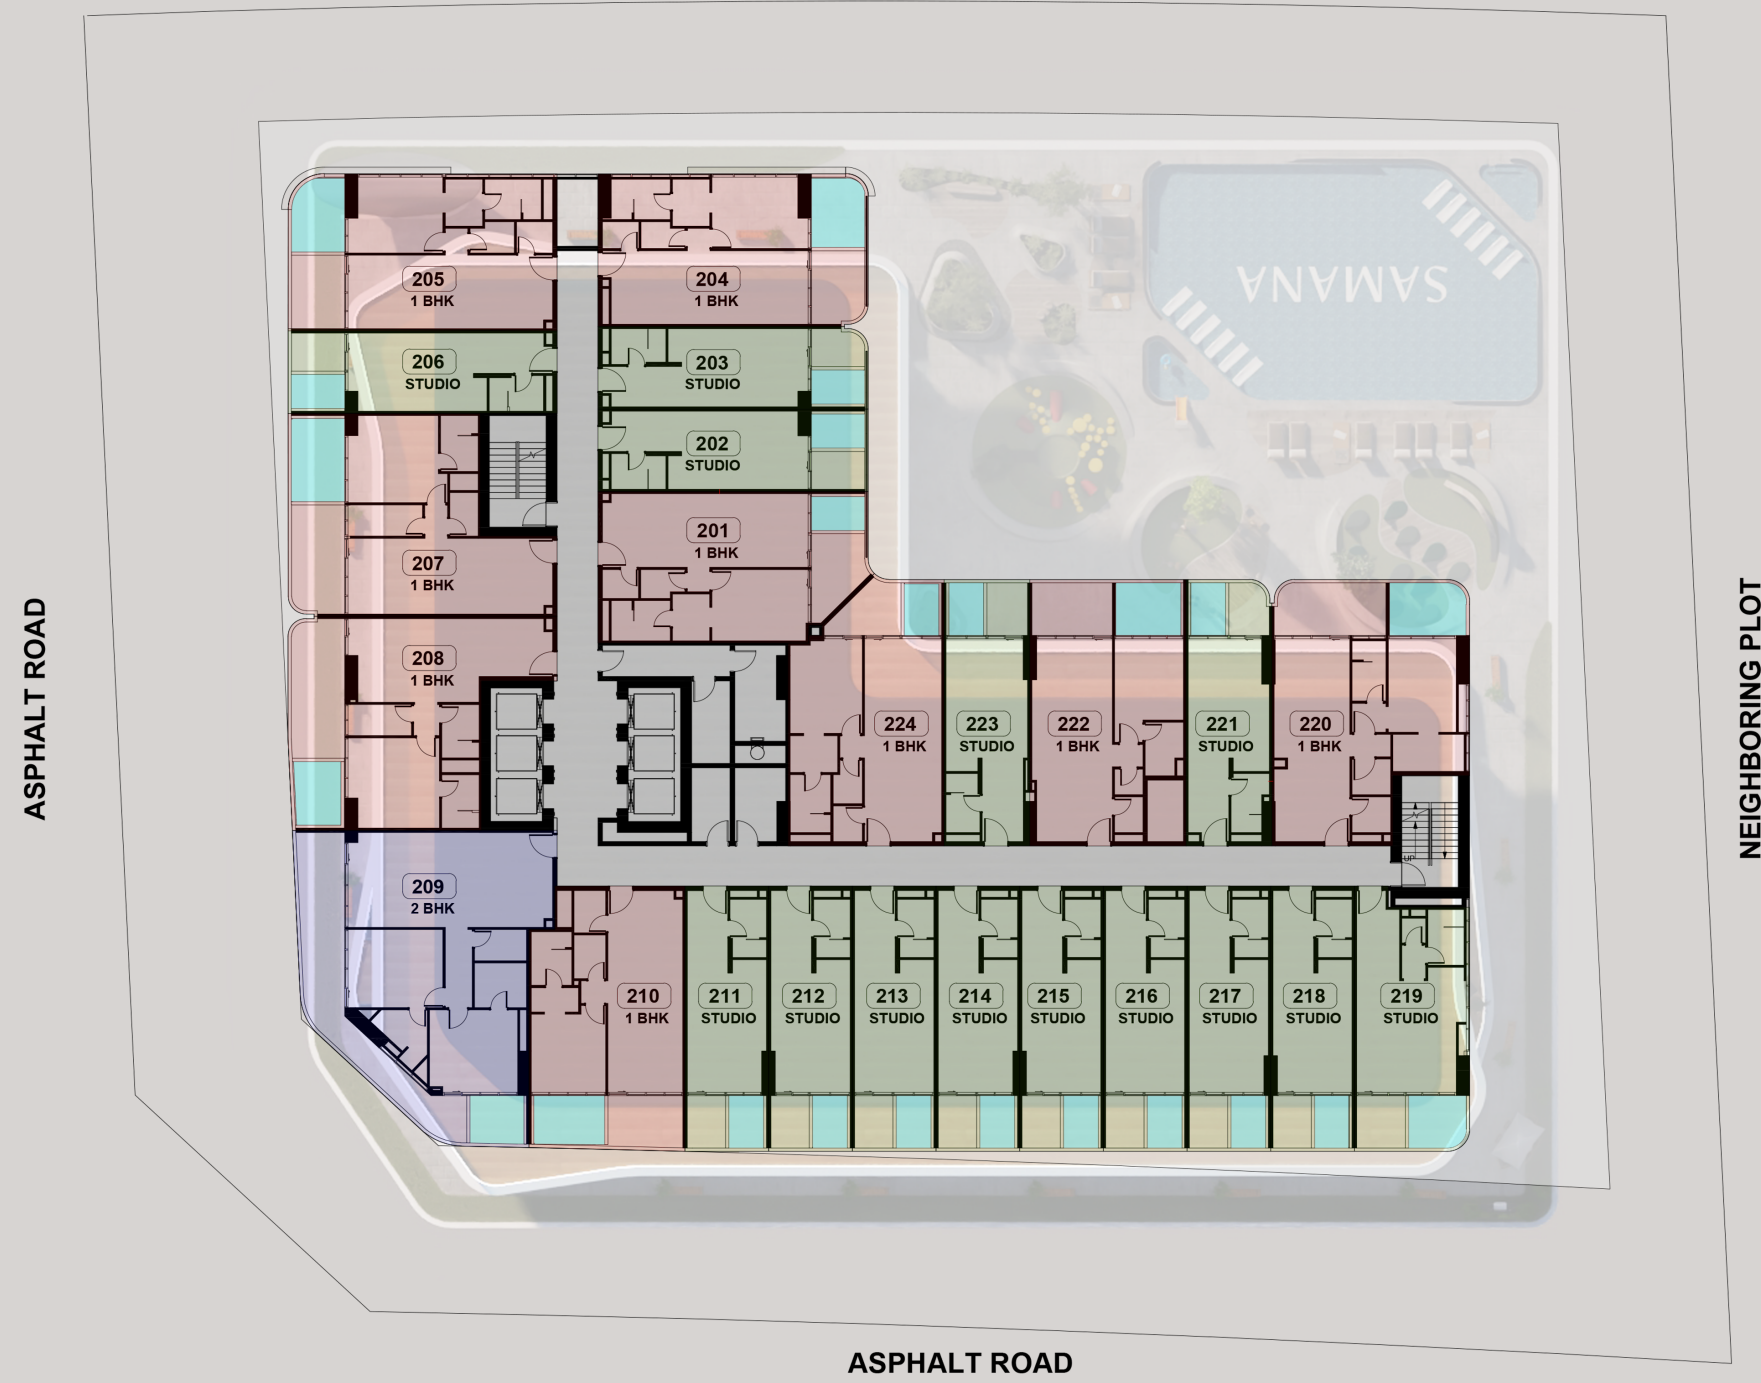 SAMANA
205
1 BHK
204
1 BHK
206
STUDIO
203
STUDIO
202
STUDIO
201
1 BHK
207
1 BHK
208
1 BHK
224
1 BHK
223
STUDIO
222
1 BHK
221
STUDIO
220
1 BHK
UP
209
2 BHK
210
1 BHK
211
STUDIO
212
STUDIO
213
STUDIO
214
STUDIO
215
STUDIO
216
STUDIO
217
STUDIO
218
STUDIO
219
STUDIO
ASPHALT ROAD
NEIGHBORING PLOT
ASPHALT ROAD